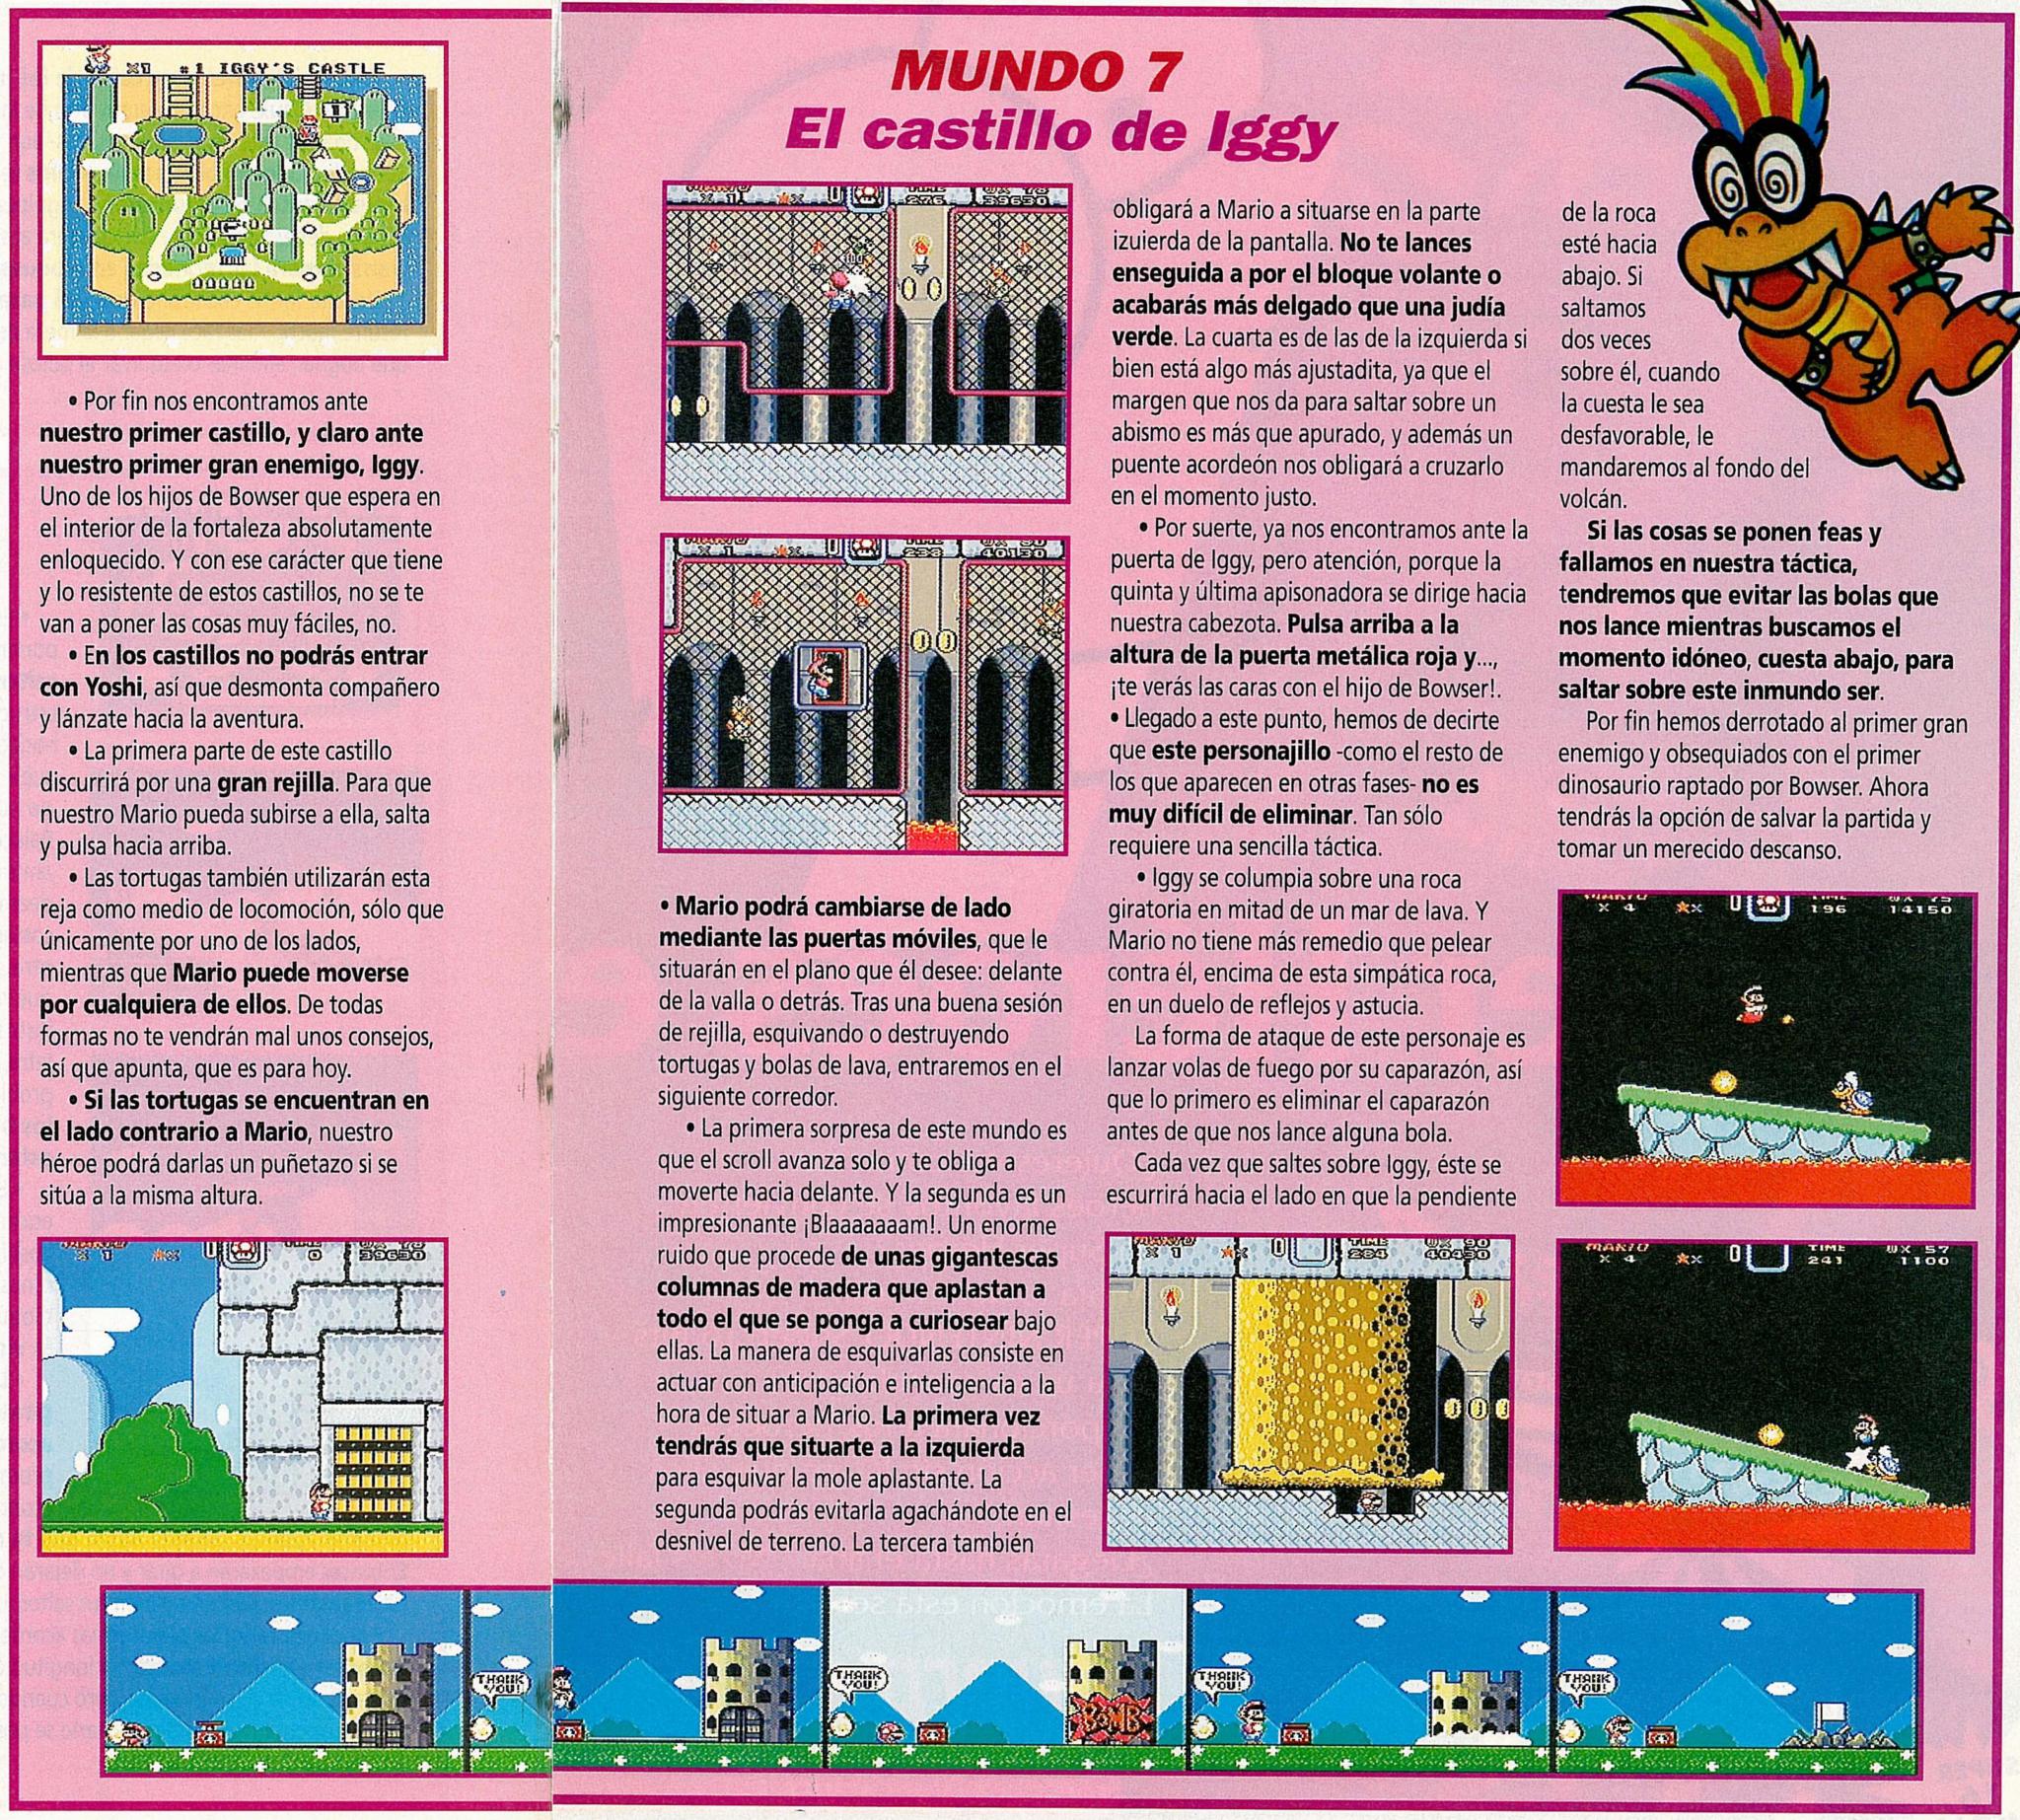 x1 #1 IGGY'S CASTLE
• Por fin nos encontramos ante
nuestro primer castillo, y claro ante
nuestro primer gran enemigo, Iggy.
Uno de los hijos de Bowser que espera en
el interior de la fortaleza absolutamente
enloquecido. Y con ese carácter que tiene
y lo resistente de estos castillos, no se te
van a poner las cosas muy fáciles, no.
• En los castillos no podrás entrar
con Yoshi, así que desmonta compañero
y lánzate hacia la aventura.
• La primera parte de este castillo
discurrirá por una gran rejilla. Para que
nuestro Mario pueda subirse a ella, salta
y pulsa hacia arriba.
• Las tortugas también utilizarán esta
reja como medio de locomoción, sólo que
únicamente por uno de los lados,
mientras que Mario puede moverse
por cualquiera de ellos. De todas
formas no te vendrán mal unos consejos,
así que apunta, que es para hoy.
• Si las tortugas se encuentran en
el lado contrario a Mario, nuestro
héroe podrá darlas un puñetazo si se
sitúa a la misma altura.
x 1 0 0 39630
MUNDO 7
El castillo de Iggy
MARIO TIME
x 1 0 276 39630
MARIO TIME
x 1 0 238 40130
• Mario podrá cambiarse de lado
mediante las puertas móviles, que le
situarán en el plano que él desee: delante
de la valla o detrás. Tras una buena sesión
de rejilla, esquivando o destruyendo
tortugas y bolas de lava, entraremos en el
siguiente corredor.
• La primera sorpresa de este mundo es
que el scroll avanza solo y te obliga a
moverte hacia delante. Y la segunda es un
impresionante ¡Blaaaaaaam!. Un enorme
ruido que procede de unas gigantescas
columnas de madera que aplastan a
todo el que se ponga a curiosear bajo
ellas. La manera de esquivarlas consiste en
actuar con anticipación e inteligencia a la
hora de situar a Mario. La primera vez
tendrás que situarte a la izquierda
para esquivar la mole aplastante. La
segunda podrás evitarla agachándote en el
desnivel de terreno. La tercera también
obligará a Mario a situarse en la parte
izuierda de la pantalla. No te lances
enseguida a por el bloque volante o
acabarás más delgado que una judía
verde. La cuarta es de las de la izquierda si
bien está algo más ajustadita, ya que el
margen que nos da para saltar sobre un
abismo es más que apurado, y además un
puente acordeón nos obligará a cruzarlo
en el momento justo.
• Por suerte, ya nos encontramos ante la
puerta de Iggy, pero atención, porque la
quinta y última apisonadora se dirige hacia
nuestra cabezota. Pulsa arriba a la
altura de la puerta metálica roja y...,
¡te verás las caras con el hijo de Bowser!.
• Llegado a este punto, hemos de decirte
que este personajillo -como el resto de
los que aparecen en otras fases- no es
muy difícil de eliminar. Tan sólo
requiere una sencilla táctica.
• Iggy se columpia sobre una roca
giratoria en mitad de un mar de lava. Y
Mario no tiene más remedio que pelear
contra él, encima de esta simpática roca,
en un duelo de reflejos y astucia.
La forma de ataque de este personaje es
lanzar volas de fuego por su caparazón, así
que lo primero es eliminar el caparazón
antes de que nos lance alguna bola.
Cada vez que saltes sobre Iggy, éste se
escurrirá hacia el lado en que la pendiente
MARIO TIME x 90
x 1 0 284 40430
de la roca
esté hacia
abajo. Si
saltamos
dos veces
sobre él, cuando
la cuesta le sea
desfavorable, le
mandaremos al fondo del
volcán.
Si las cosas se ponen feas y
fallamos en nuestra táctica,
tendremos que evitar las bolas que
nos lance mientras buscamos el
momento idóneo, cuesta abajo, para
saltar sobre este inmundo ser.
Por fin hemos derrotado al primer gran
enemigo y obsequiados con el primer
dinosaurio raptado por Bowser. Ahora
tendrás la opción de salvar la partida y
tomar un merecido descanso.
MARIO TIME x 75
x 4 0 196 14150
MARIO TIME x 57
x 4 0 241 1100
THANK
YOU!
THANK
YOU!
BOMB
THANK
YOU!
THANK
YOU!